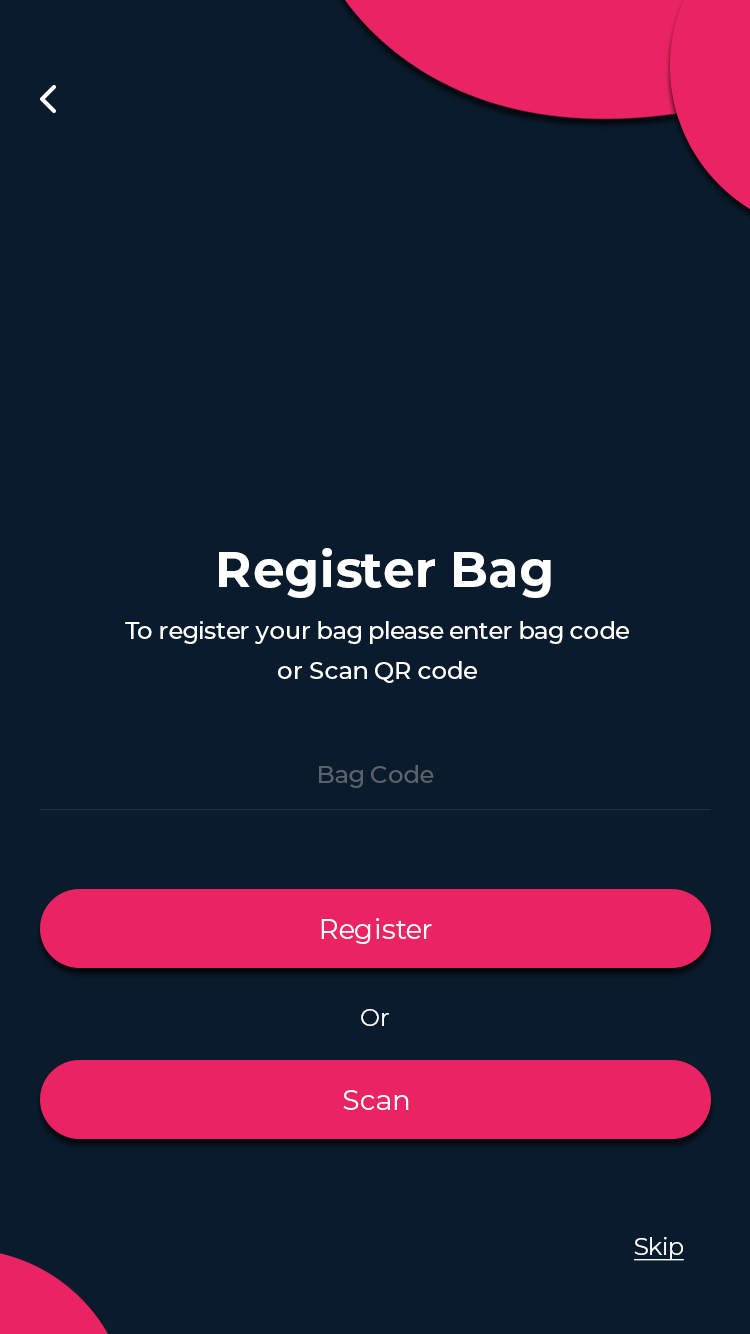 Register Bag
To register your bag please enter bag code
or Scan QR code
Bag Code
Register
Or
Scan
Skip